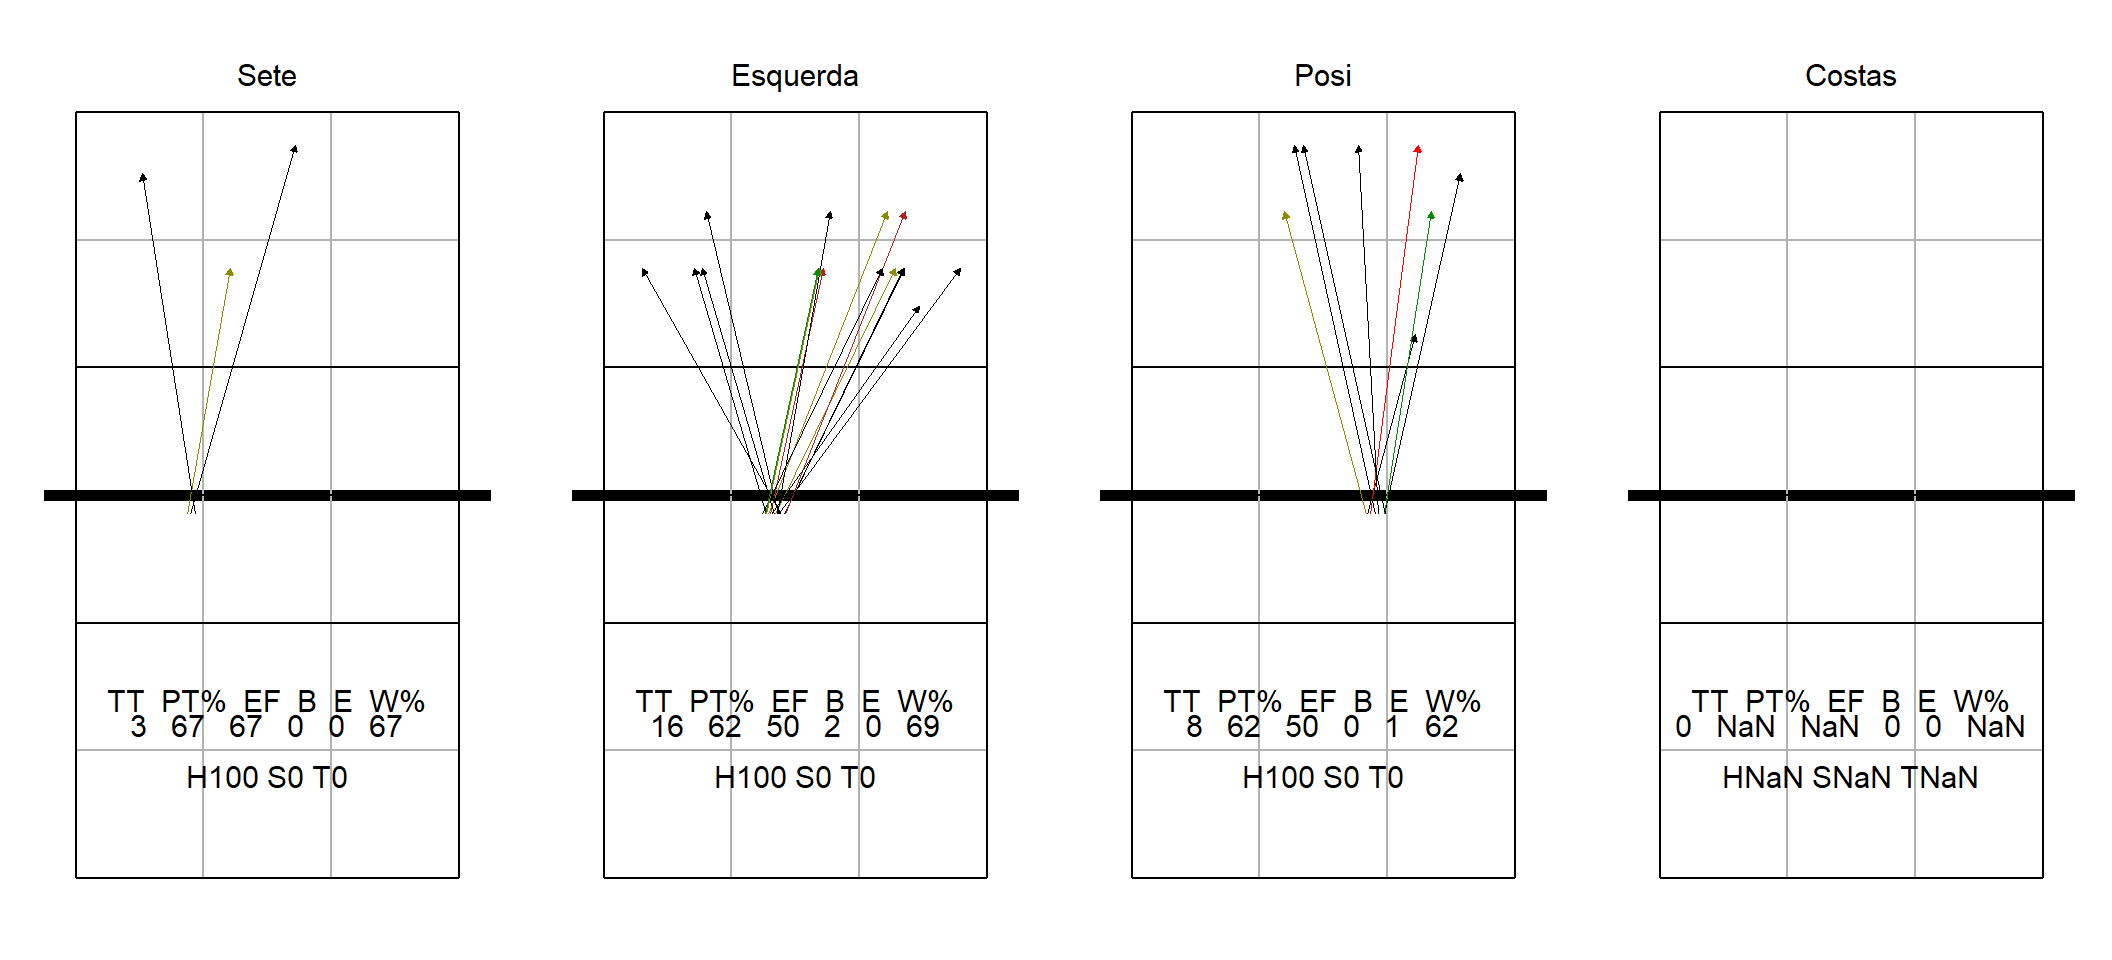 Sete
TT PT% EF B E W%
3 67 67 0 0 67
H100 S0 T0
Esquerda
TT PT% EF B E W%
16 62 50 2 0 69
H100 S0 T0
Posi
TT PT% EF B E W%
8 62 50 0 1 62
H100 S0 T0
Costas
TT PT% EF B E W%
0 NaN NaN 0 0 NaN
HNaN SNaN TNaN